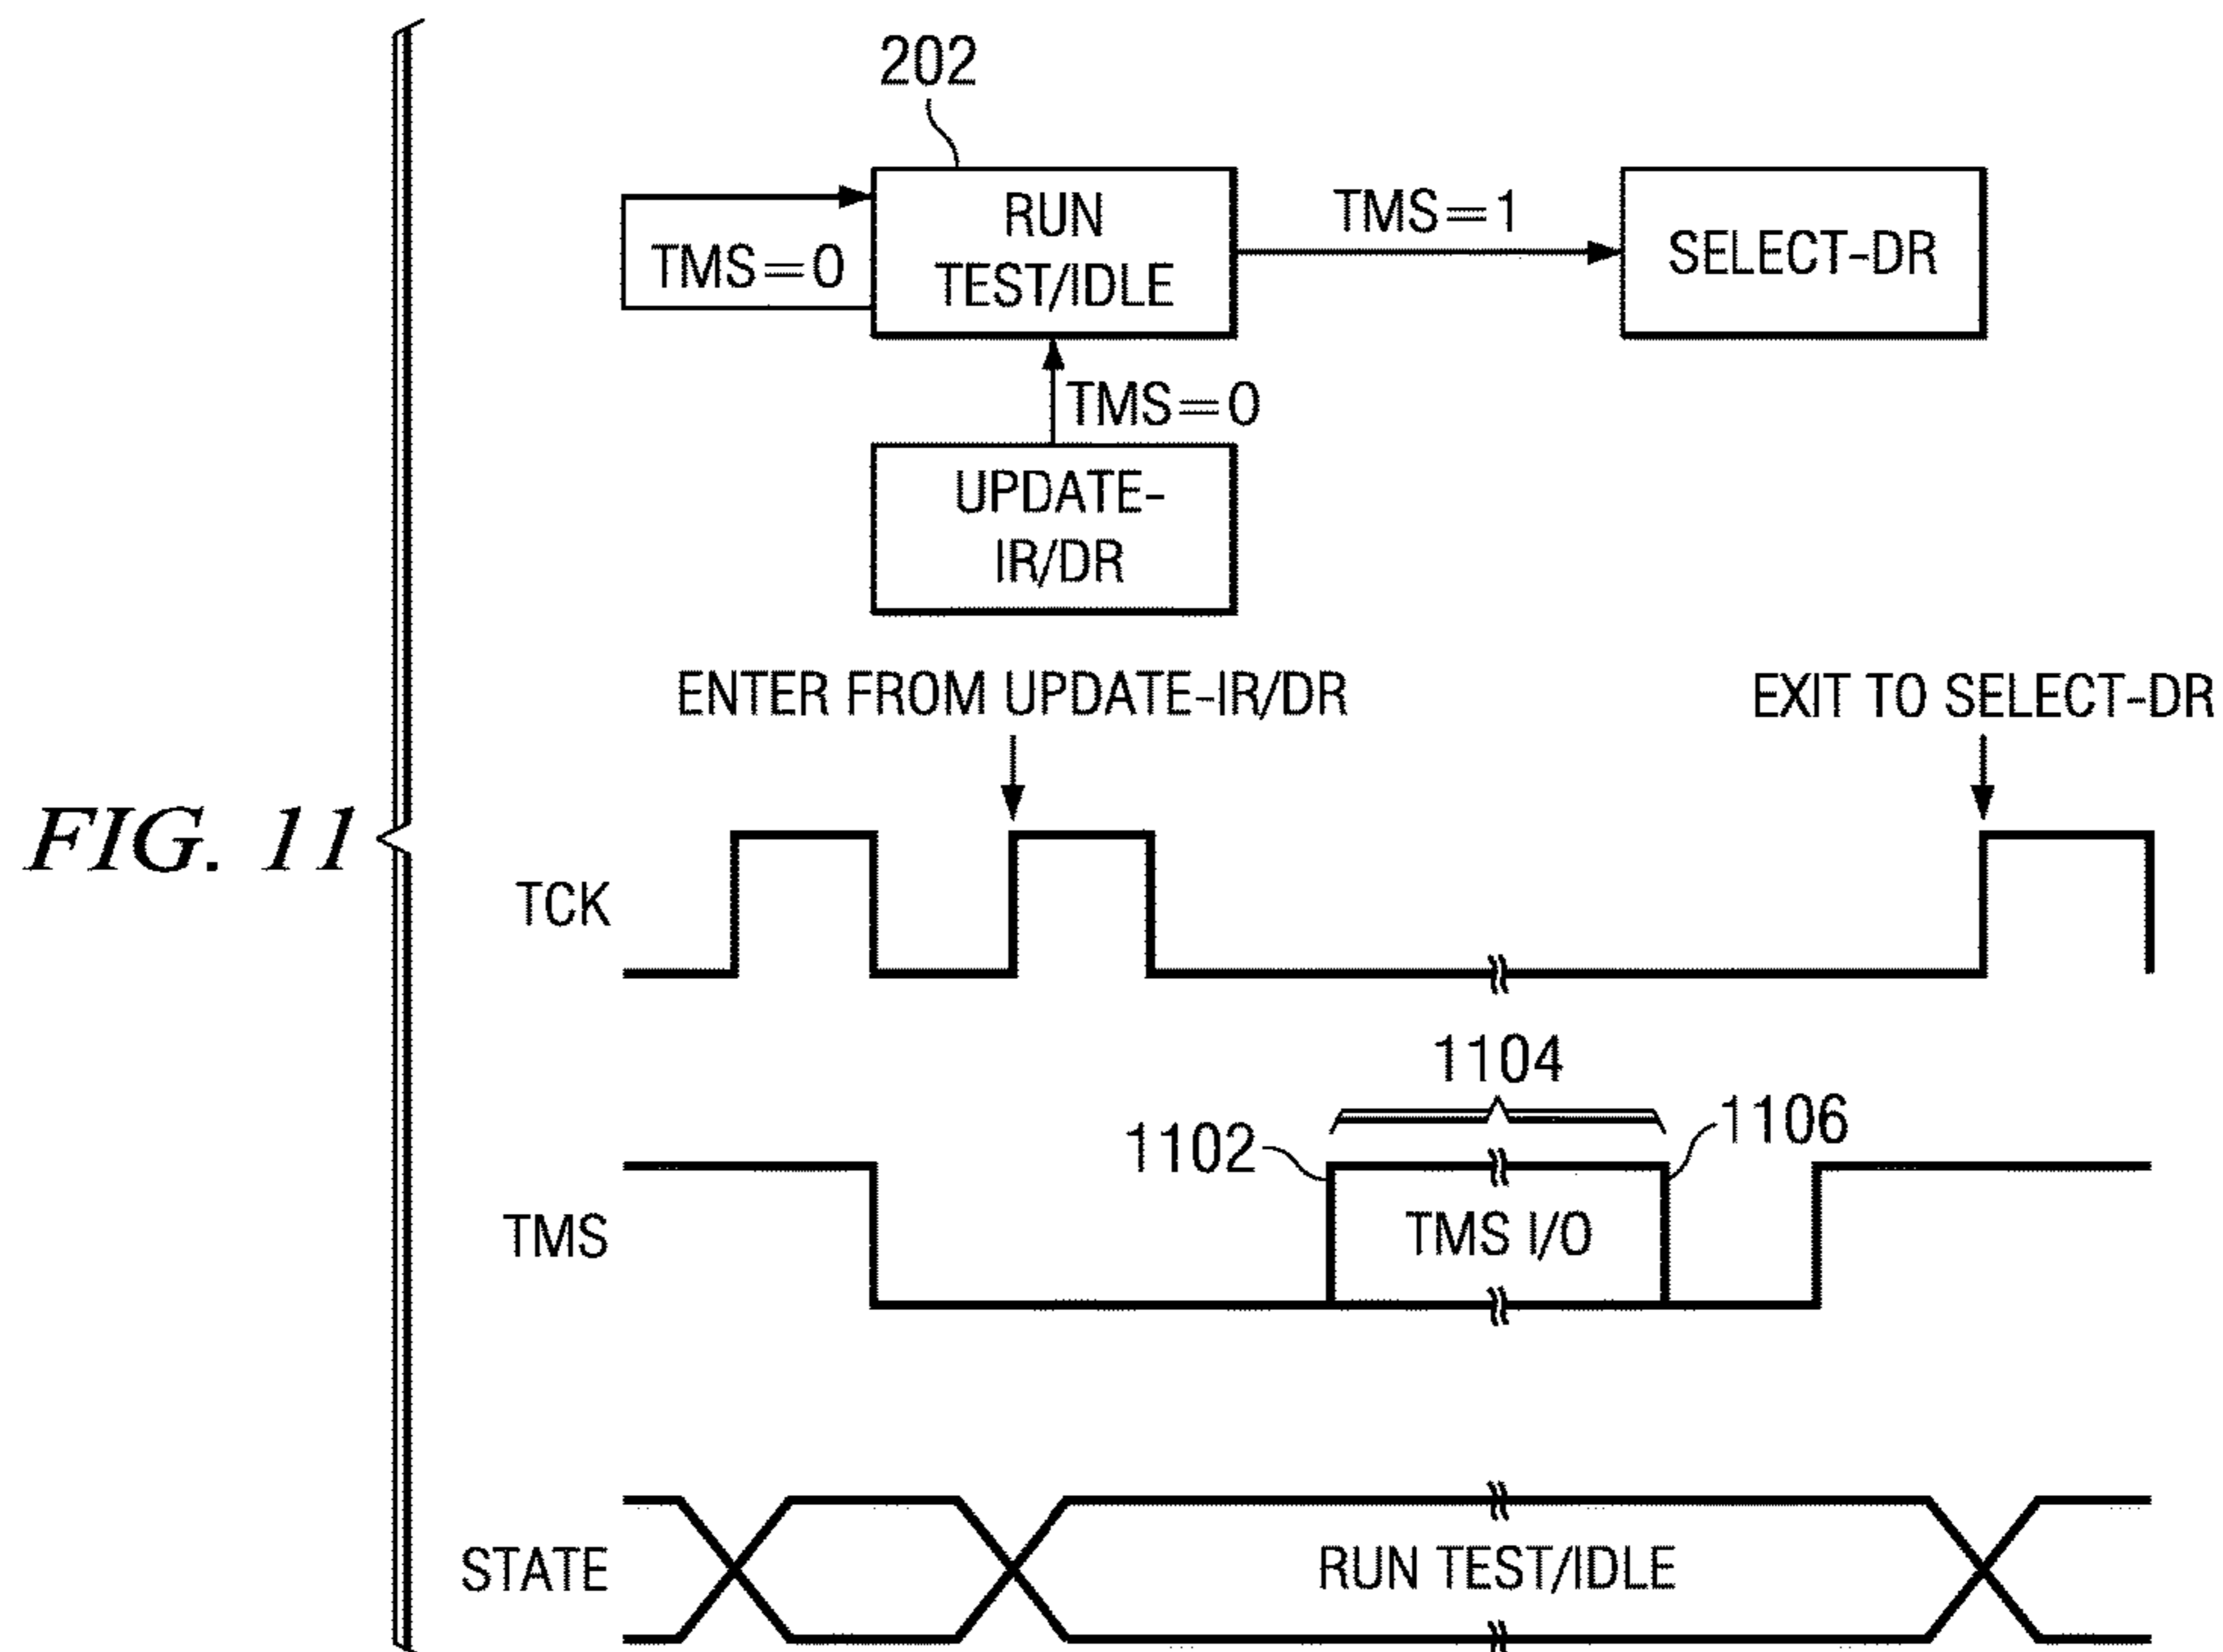 202
RUN
TEST/IDLE
TMS=0
TMS=1
SELECT-DR
TMS=0
UPDATE-
IR/DR
ENTER FROM UPDATE-IR/DR
EXIT TO SELECT-DR
FIG. 11
TCK
1104
1102
1106
TMS
TMS I/O
STATE
RUN TEST/IDLE